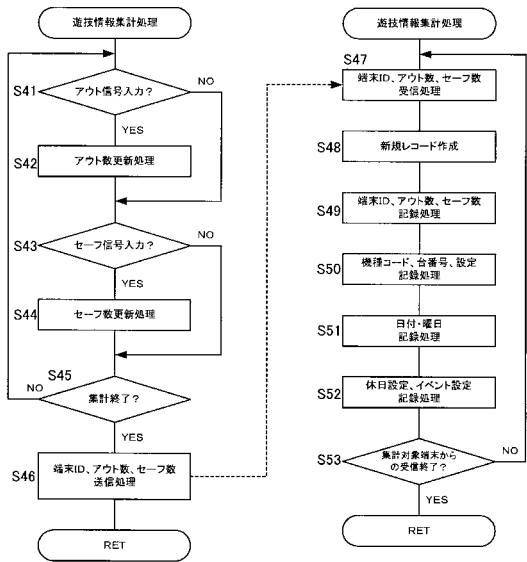 遊技情報集計処理
S41
アウト信号入力？
NO
YES
S42
アウト数更新処理
S43
セーフ信号入力？
NO
YES
S44
セーフ数更新処理
S45
NO
集計終了？
YES
S46
端末ID、アウト数、セーフ数
送信処理
RET
遊技情報集計処理
S47
端末ID、アウト数、セーフ数
受信処理
S48
新規レコード作成
S49
端末ID、アウト数、セーフ数
記録処理
S50
機種コード、台番号、設定
記録処理
S51
日付・曜日
記録処理
S52
休日設定、イベント設定
記録処理
S53
集計対象端末から
の受信終了？
NO
YES
RET